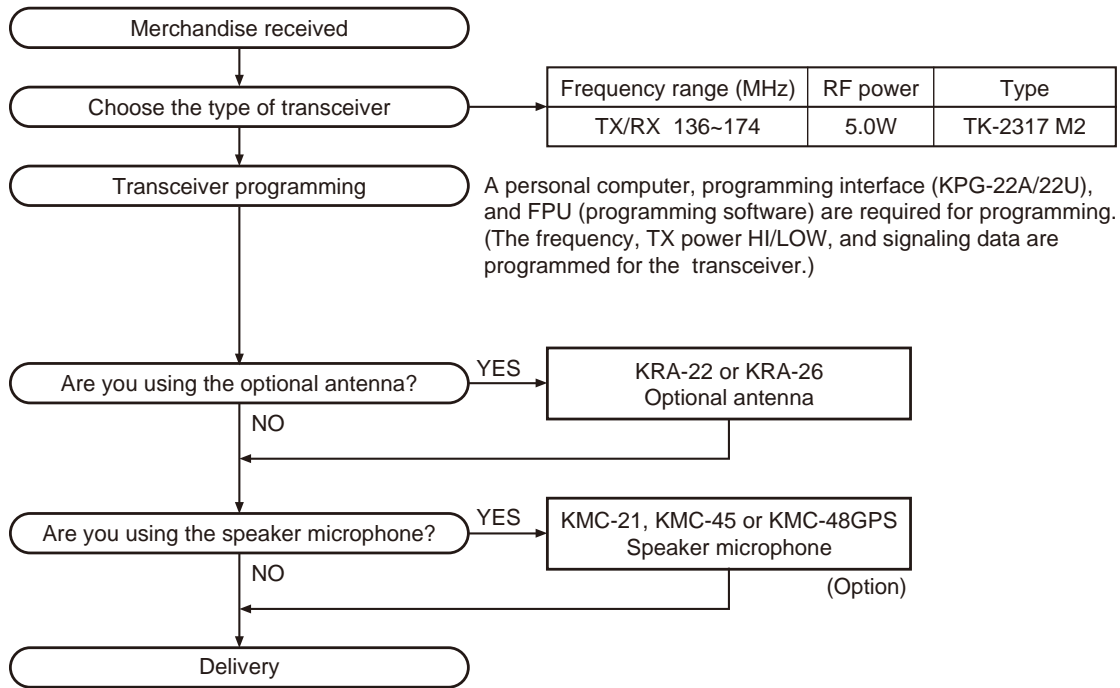 Merchandise received
Choose the type of transceiver
Frequency range (MHz) RF power Type
TX/RX 136~174 5.0W TK-2317 M2
Transceiver programming
A personal computer, programming interface (KPG-22A/22U),
and FPU (programming software) are required for programming.
(The frequency, TX power HI/LOW, and signaling data are
programmed for the transceiver.)
Are you using the optional antenna?
YES
KRA-22 or KRA-26
Optional antenna
NO
Are you using the speaker microphone?
YES
KMC-21, KMC-45 or KMC-48GPS
Speaker microphone
(Option)
NO
Delivery